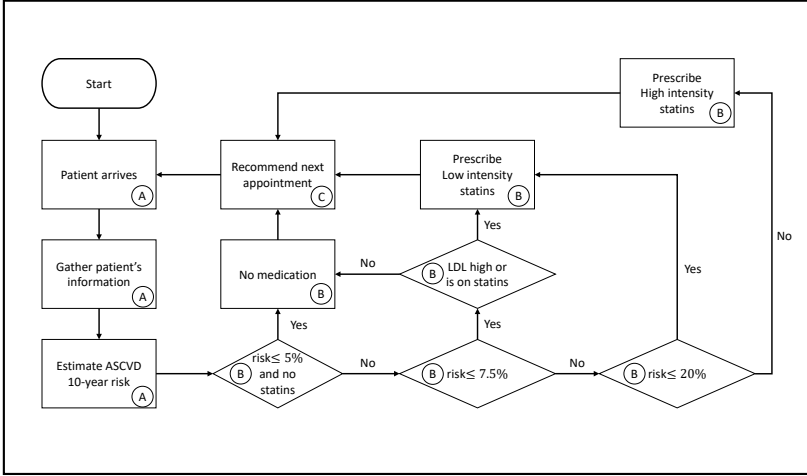 Start
Patient arrives
A
Gather patient's
information
A
Estimate ASCVD
10-year risk
A
B
risk≤ 5%
and no
statins
Yes
No
No medication
B
Recommend next
appointment
C
B
risk≤ 7.5%
Yes
No
B
LDL high or
is on statins
No
Yes
Prescribe
Low intensity
statins
B
B
risk≤ 20%
Yes
No
Prescribe
High intensity
statins
B